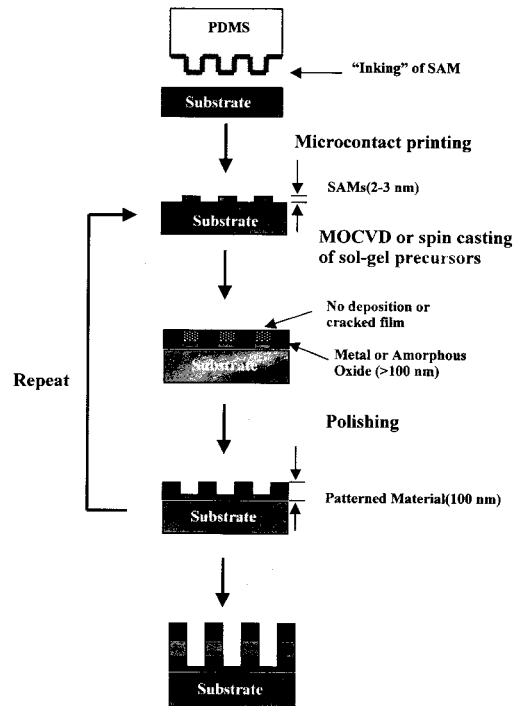 PDMS
“Inking” of SAM
Substrate
Microcontact printing
SAMs(2-3 nm)
Substrate
MOCVD or spin casting
of sol-gel precursors
No deposition or
cracked film
Metal or Amorphous
Oxide (>100 nm)
Substrate
Repeat
Polishing
Patterned Material(100 nm)
Substrate
Substrate